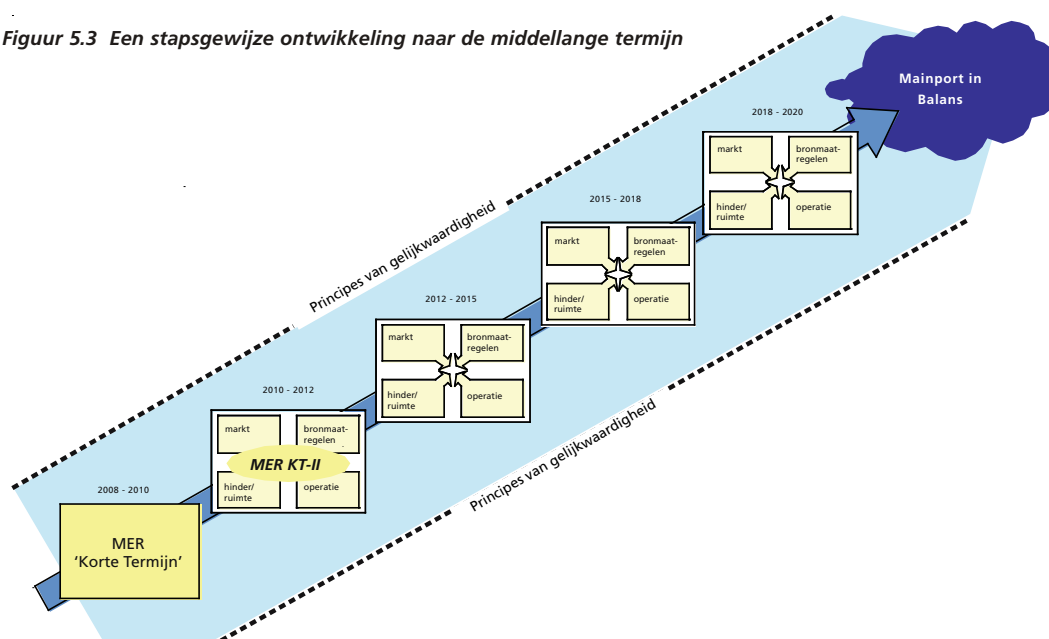 Figuur 5.3 Een stapsgewijze ontwikkeling naar de middellange termijn
Mainport in
Balans
2018 - 2020
markt
bronmaat-
regelen
hinder/
ruimte
operatie
2015 - 2018
markt
bronmaat-
regelen
hinder/
ruimte
operatie
Principes van gelijkwaardigheid
2012 - 2015
markt
bronmaat-
regelen
hinder/
ruimte
operatie
2010 - 2012
markt
bronmaat-
regelen
MER KT-II
hinder/
ruimte
operatie
Principes van gelijkwaardigheid
2008 - 2010
MER
‘Korte Termijn’